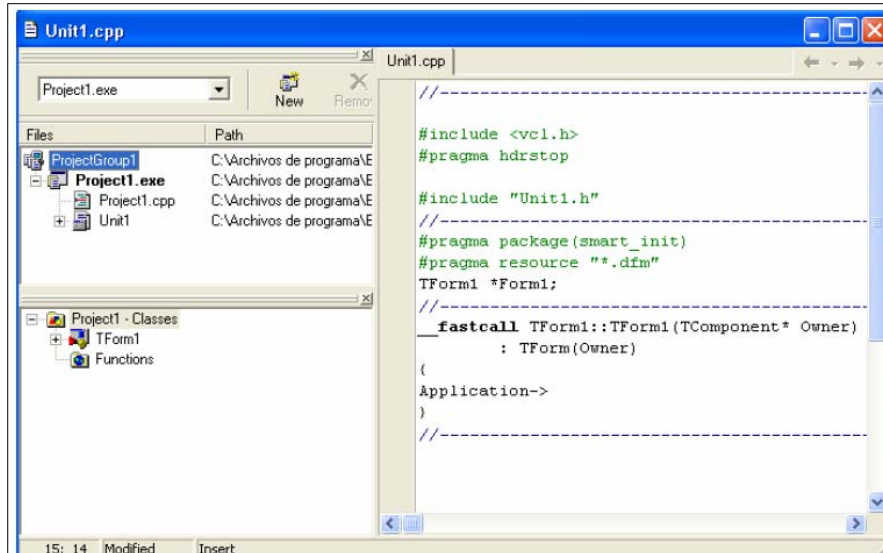 Unit1.cpp
Project1.exe
New
Remo
Files Path
ProjectGroup1 C:\Archivos de programa\E
Project1.exe C:\Archivos de programa\E
Project1.cpp C:\Archivos de programa\E
Unit1 C:\Archivos de programa\E
Project1 - Classes
TForm1
Functions
Unit1.cpp
//----------------------------------------
#include <vcl.h>
#pragma hdrstop
#include "Unit1.h"
//----------------------------------------
#pragma package(smart_init)
#pragma resource "*.dfm"
TForm1 *Form1;
//----------------------------------------
__fastcall TForm1::TForm1(TComponent* Owner)
: TForm(Owner)
{
Application->
}
//----------------------------------------
15: 14 Modified Insert